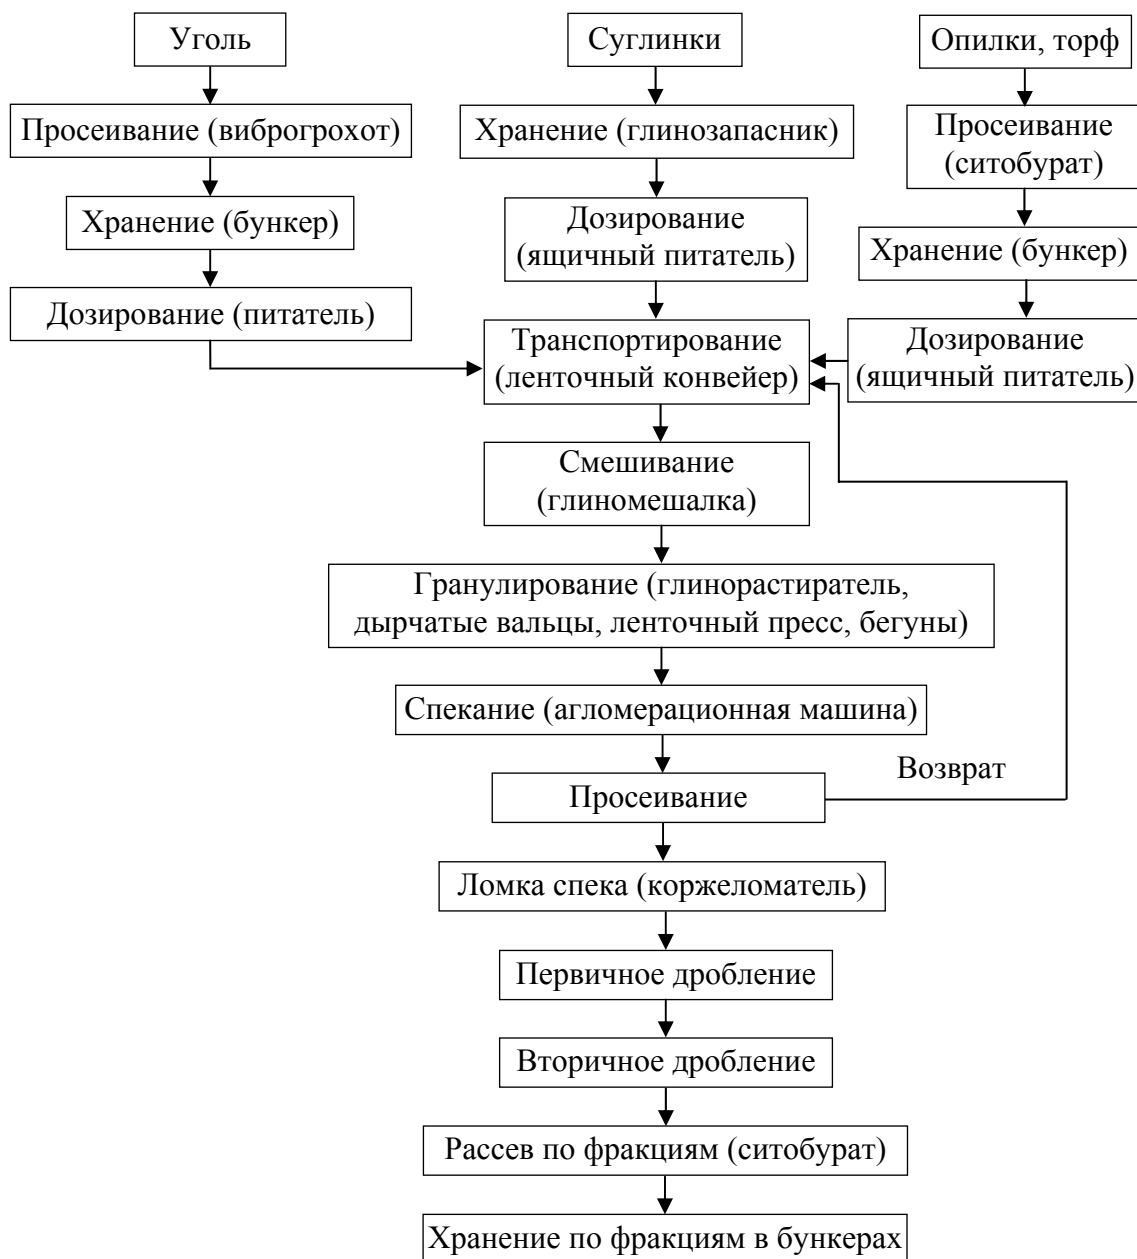 Уголь
Суглинки
Опилки, торф
Просеивание (виброгрохот)
Хранение (глинозапасник)
Просеивание
(ситобурат)
Хранение (бункер)
Дозирование
(ящичный питатель)
Хранение (бункер)
Дозирование (питатель)
Транспортирование
(ленточный конвейер)
Дозирование
(ящичный питатель)
Смешивание
(глиномешалка)
Гранулирование (глинорастиратель,
дырчатые вальцы, ленточный пресс, бегуны)
Спекание (агломерационная машина)
Возврат
Просеивание
Ломка спека (коржеломатель)
Первичное дробление
Вторичное дробление
Рассев по фракциям (ситобурат)
Хранение по фракциям в бункерах